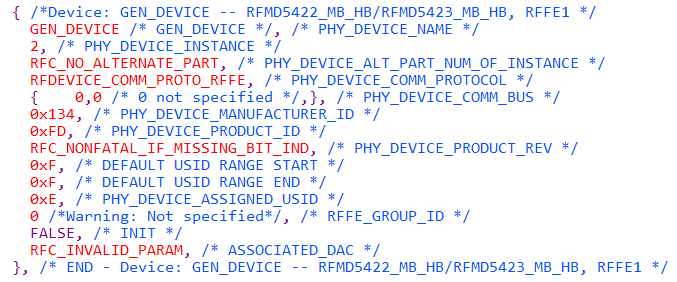 { /*Device: GEN_DEVICE -- RFMD5422_MB_HB/RFMD5423_MB_HB, RFFE1 */
GEN_DEVICE /* GEN_DEVICE */, /* PHY_DEVICE_NAME */
2, /* PHY_DEVICE_INSTANCE */
RFC_NO_ALTERNATE_PART, /* PHY_DEVICE_ALT_PART_NUM_OF_INSTANCE */
RFDEVICE_COMM_PROTO_RFFE, /* PHY_DEVICE_COMM_PROTOCOL */
{    0,0 /* 0 not specified */,}, /* PHY_DEVICE_COMM_BUS */
0x134, /* PHY_DEVICE_MANUFACTURER_ID */
0xFD, /* PHY_DEVICE_PRODUCT_ID */
RFC_NONFATAL_IF_MISSING_BIT_IND, /* PHY_DEVICE_PRODUCT_REV */
0xF, /* DEFAULT USID RANGE START */
0xF, /* DEFAULT USID RANGE END */
0xE, /* PHY_DEVICE_ASSIGNED_USID */
0 /*Warning: Not specified*/, /* RFFE_GROUP_ID */
FALSE, /* INIT */
RFC_INVALID_PARAM, /* ASSOCIATED_DAC */
}, /* END - Device: GEN_DEVICE -- RFMD5422_MB_HB/RFMD5423_MB_HB, RFFE1 */